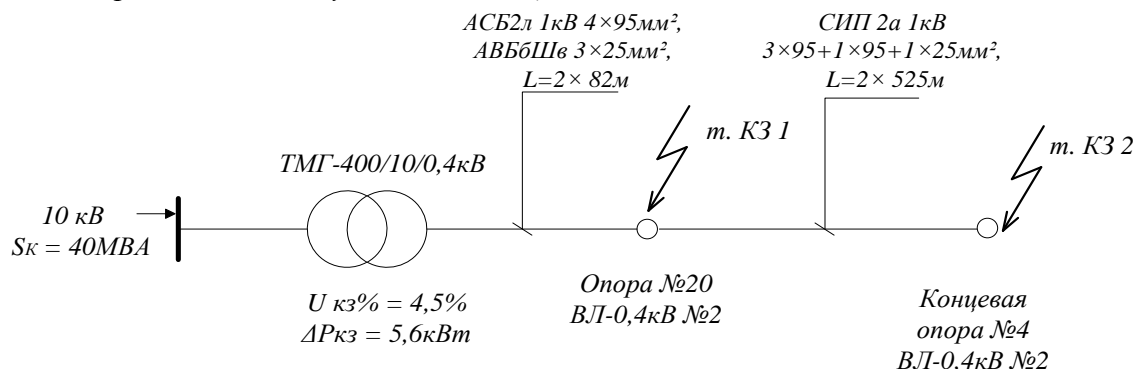 АСБ2л 1кВ 4×95мм²,
АВБбШв 3×25мм²,
L=2× 82м
СИП 2а 1кВ
3×95+1×95+1×25мм²,
L=2× 525м
т. КЗ 1
т. КЗ 2
ТМГ-400/10/0,4кВ
10 кВ
Sк = 40МВА
U кз% = 4,5%
ΔPкз = 5,6кВт
Опора №20
ВЛ-0,4кВ №2
Концевая
опора №4
ВЛ-0,4кВ №2